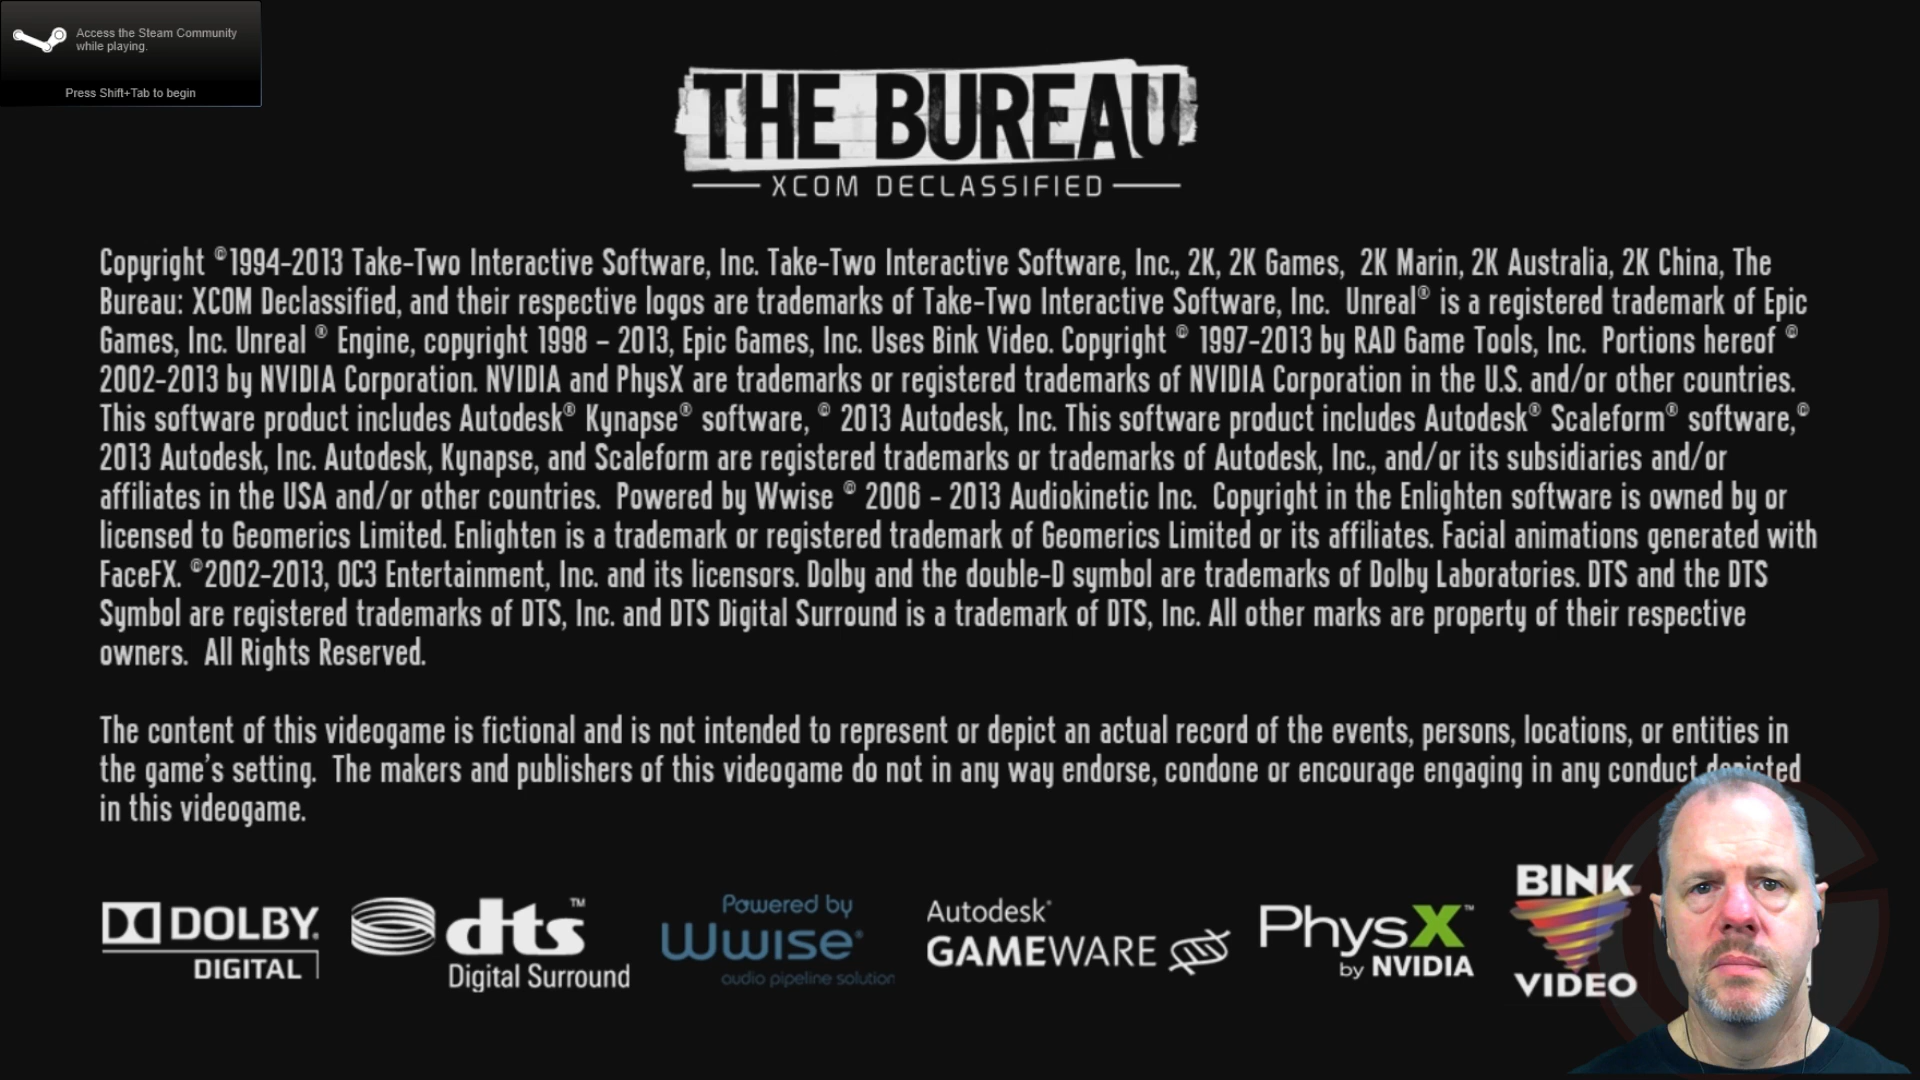 Access the Steam Community
while playing.
Press Shift+Tab to begin
THE BUREAU
XCOM DECLASSIFIED
Copyright ©1994-2013 Take-Two Interactive Software, Inc. Take-Two Interactive Software, Inc., 2K, 2K Games,  2K Marin, 2K Australia, 2K China, The
Bureau: XCOM Declassified, and their respective logos are trademarks of Take-Two Interactive Software, Inc.  Unreal® is a registered trademark of Epic
Games, Inc. Unreal ® Engine, copyright 1998 – 2013, Epic Games, Inc. Uses Bink Video. Copyright © 1997-2013 by RAD Game Tools, Inc.  Portions hereof ©
2002-2013 by NVIDIA Corporation. NVIDIA and PhysX are trademarks or registered trademarks of NVIDIA Corporation in the U.S. and/or other countries.
This software product includes Autodesk® Kynapse® software, © 2013 Autodesk, Inc. This software product includes Autodesk® Scaleform® software,©
2013 Autodesk, Inc. Autodesk, Kynapse, and Scaleform are registered trademarks or trademarks of Autodesk, Inc., and/or its subsidiaries and/or
affiliates in the USA and/or other countries.  Powered by Wwise © 2006 - 2013 Audiokinetic Inc.  Copyright in the Enlighten software is owned by or
licensed to Geomerics Limited. Enlighten is a trademark or registered trademark of Geomerics Limited or its affiliates. Facial animations generated with
FaceFX. ©2002-2013, OC3 Entertainment, Inc. and its licensors. Dolby and the double-D symbol are trademarks of Dolby Laboratories. DTS and the DTS
Symbol are registered trademarks of DTS, Inc. and DTS Digital Surround is a trademark of DTS, Inc. All other marks are property of their respective
owners.  All Rights Reserved.
The content of this videogame is fictional and is not intended to represent or depict an actual record of the events, persons, locations, or entities in
the game's setting.  The makers and publishers of this videogame do not in any way endorse, condone or encourage engaging in any conduct depicted
in this videogame.
DOLBY.
DIGITAL
dts™
Digital Surround
Powered by
Wwise®
audio pipeline solution
Autodesk®
GAMEWARE
PhysX™
by NVIDIA
BINK
VIDEO